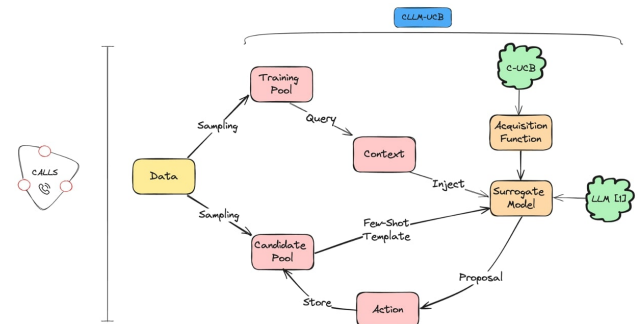 CLLM-UCB
Training
Pool
C-UCB
Sampling
Query
Acquisition
Function
CALLS
Context
Data
Inject
Surrogate
Model
LLM [1]
Sampling
Few-Shot
Template
Candidate
Pool
Proposal
Store
Action